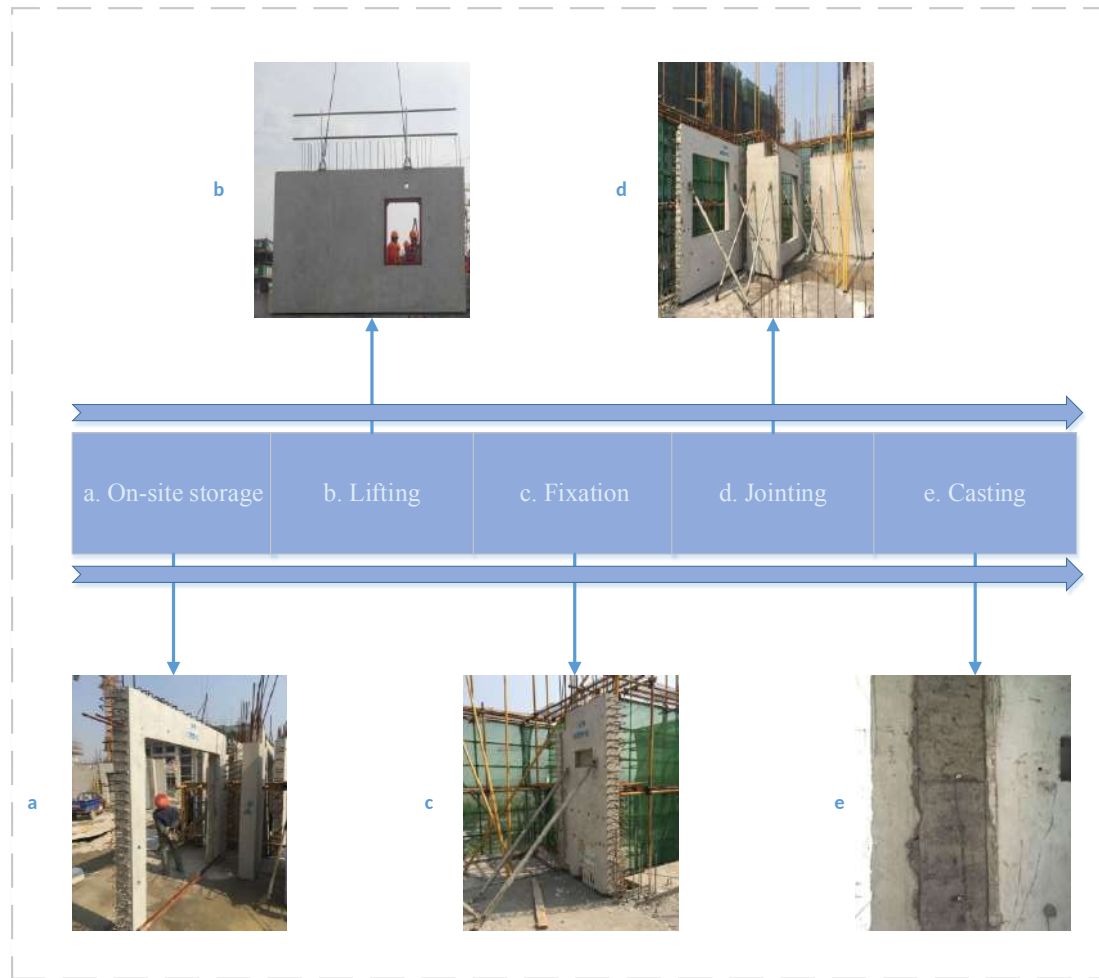 b
d
a. On-site storage
b. Lifting
c. Fixation
d. Jointing
e. Casting
a
c
e